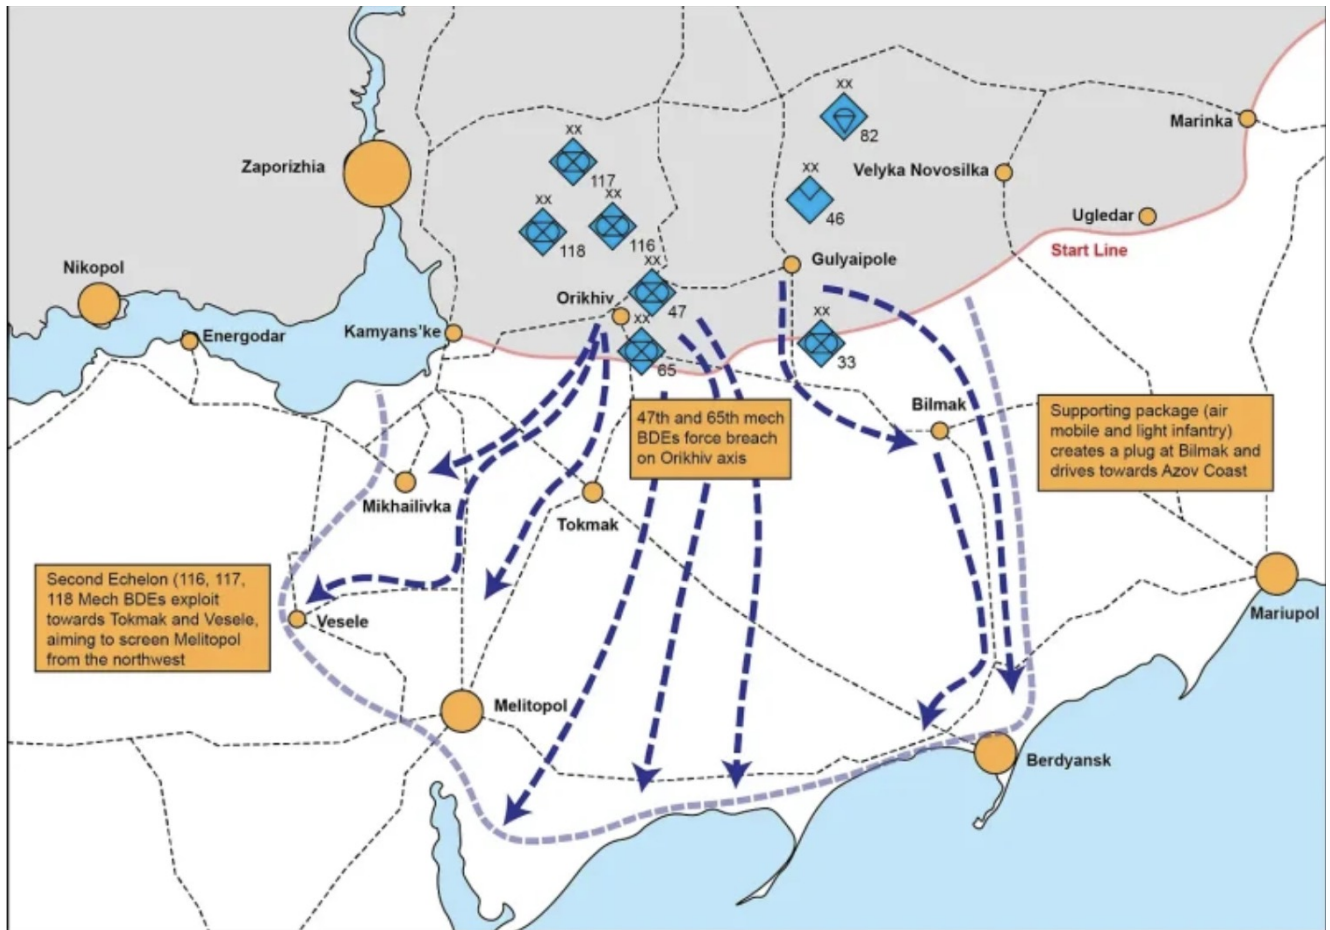 xx
82
Marinka
xx
117
Zaporizhia
xx
46
Velyka Novosilka
xx
118
xx
116
Ugledar
Start Line
Gulyaipole
Nikopol
xx
47
Orikhiv
Energodar
Kamyans'ke
xx
65
xx
33
47th and 65th mech
BDEs force breach
on Orikhiv axis
Bilmak
Supporting package (air
mobile and light infantry)
creates a plug at Bilmak and
drives towards Azov Coast
Mikhailivka
Tokmak
Second Echelon (116, 117,
118 Mech BDEs exploit
towards Tokmak and Vesele,
aiming to screen Melitopol
from the northwest
Vesele
Mariupol
Melitopol
Berdyansk